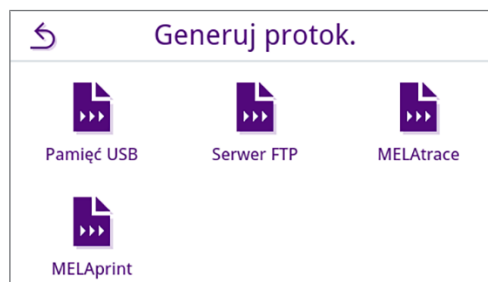 Generuj protok.
Pamięć USB
Serwer FTP
MELAtrace
MELAprint